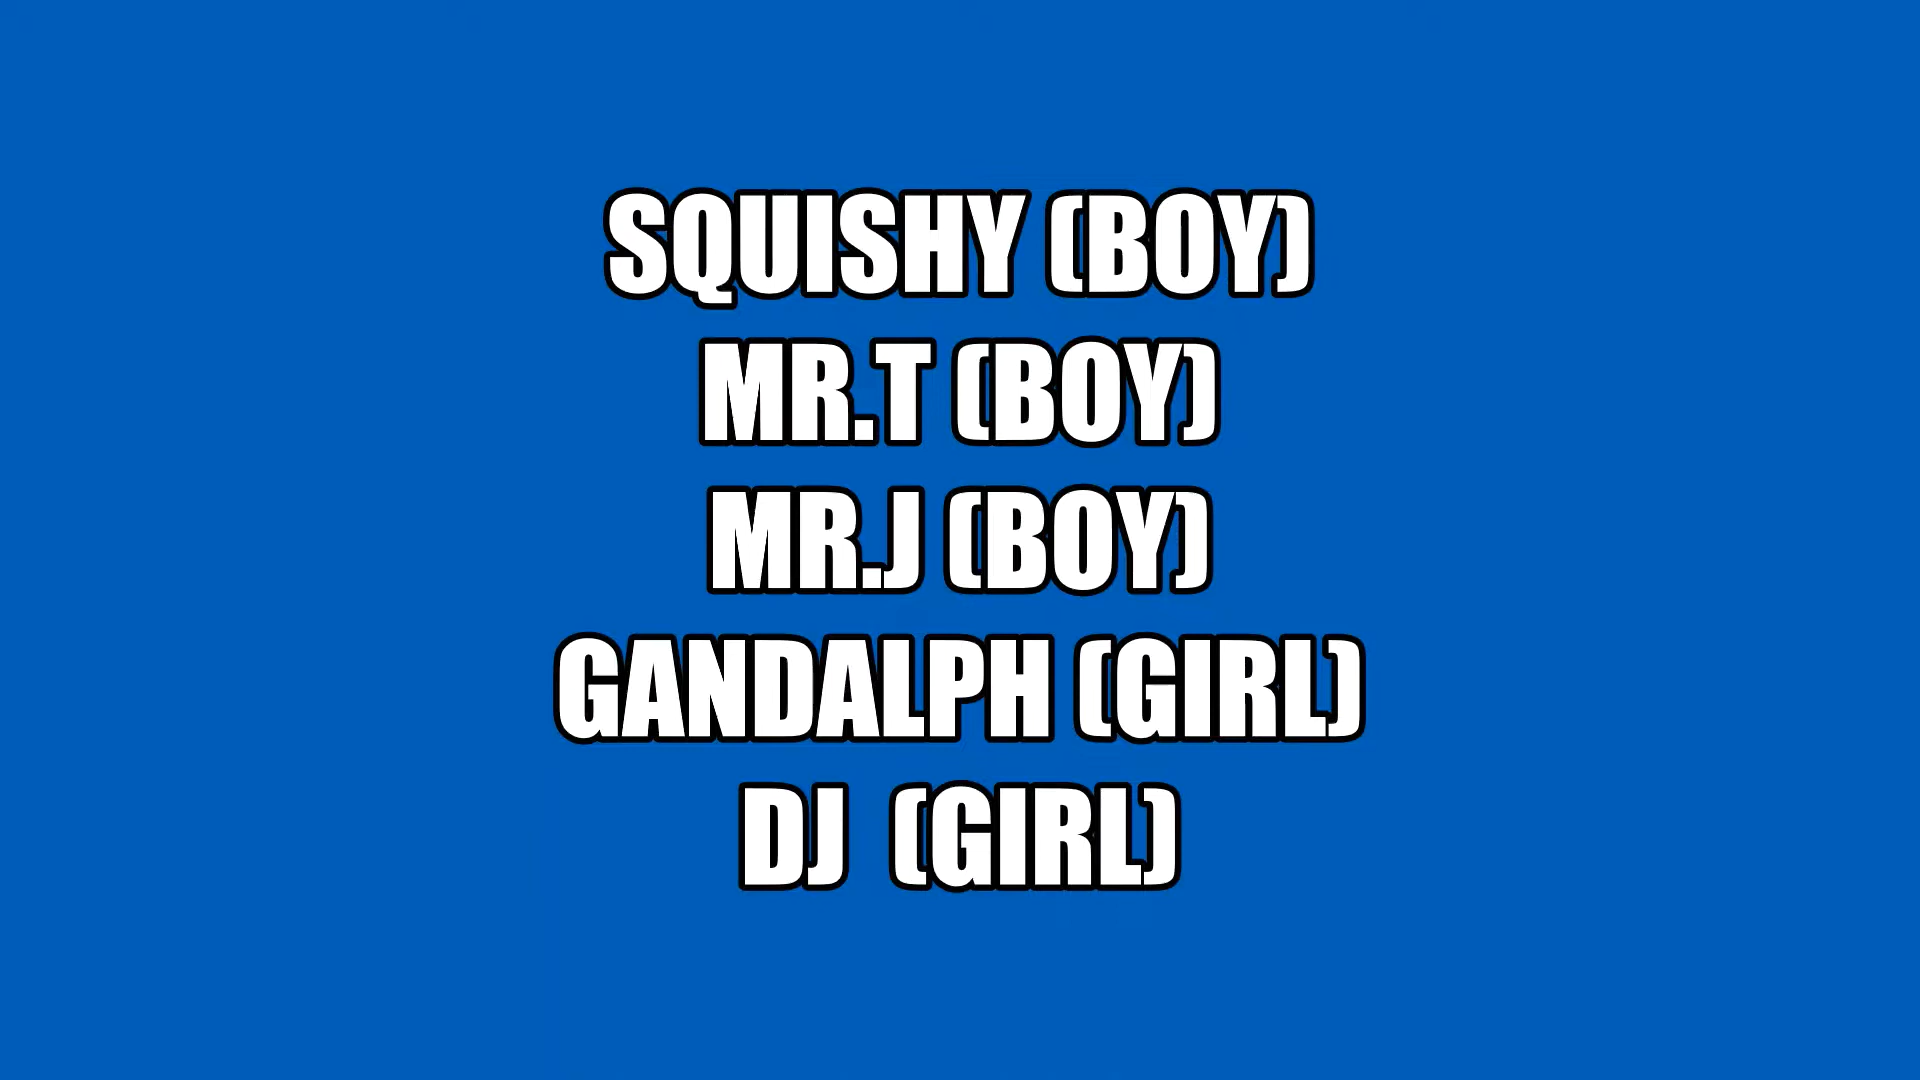 SQUISHY (BOY)
MR.T (BOY)
MR.J (BOY)
GANDALPH (GIRL)
DJ  (GIRL)